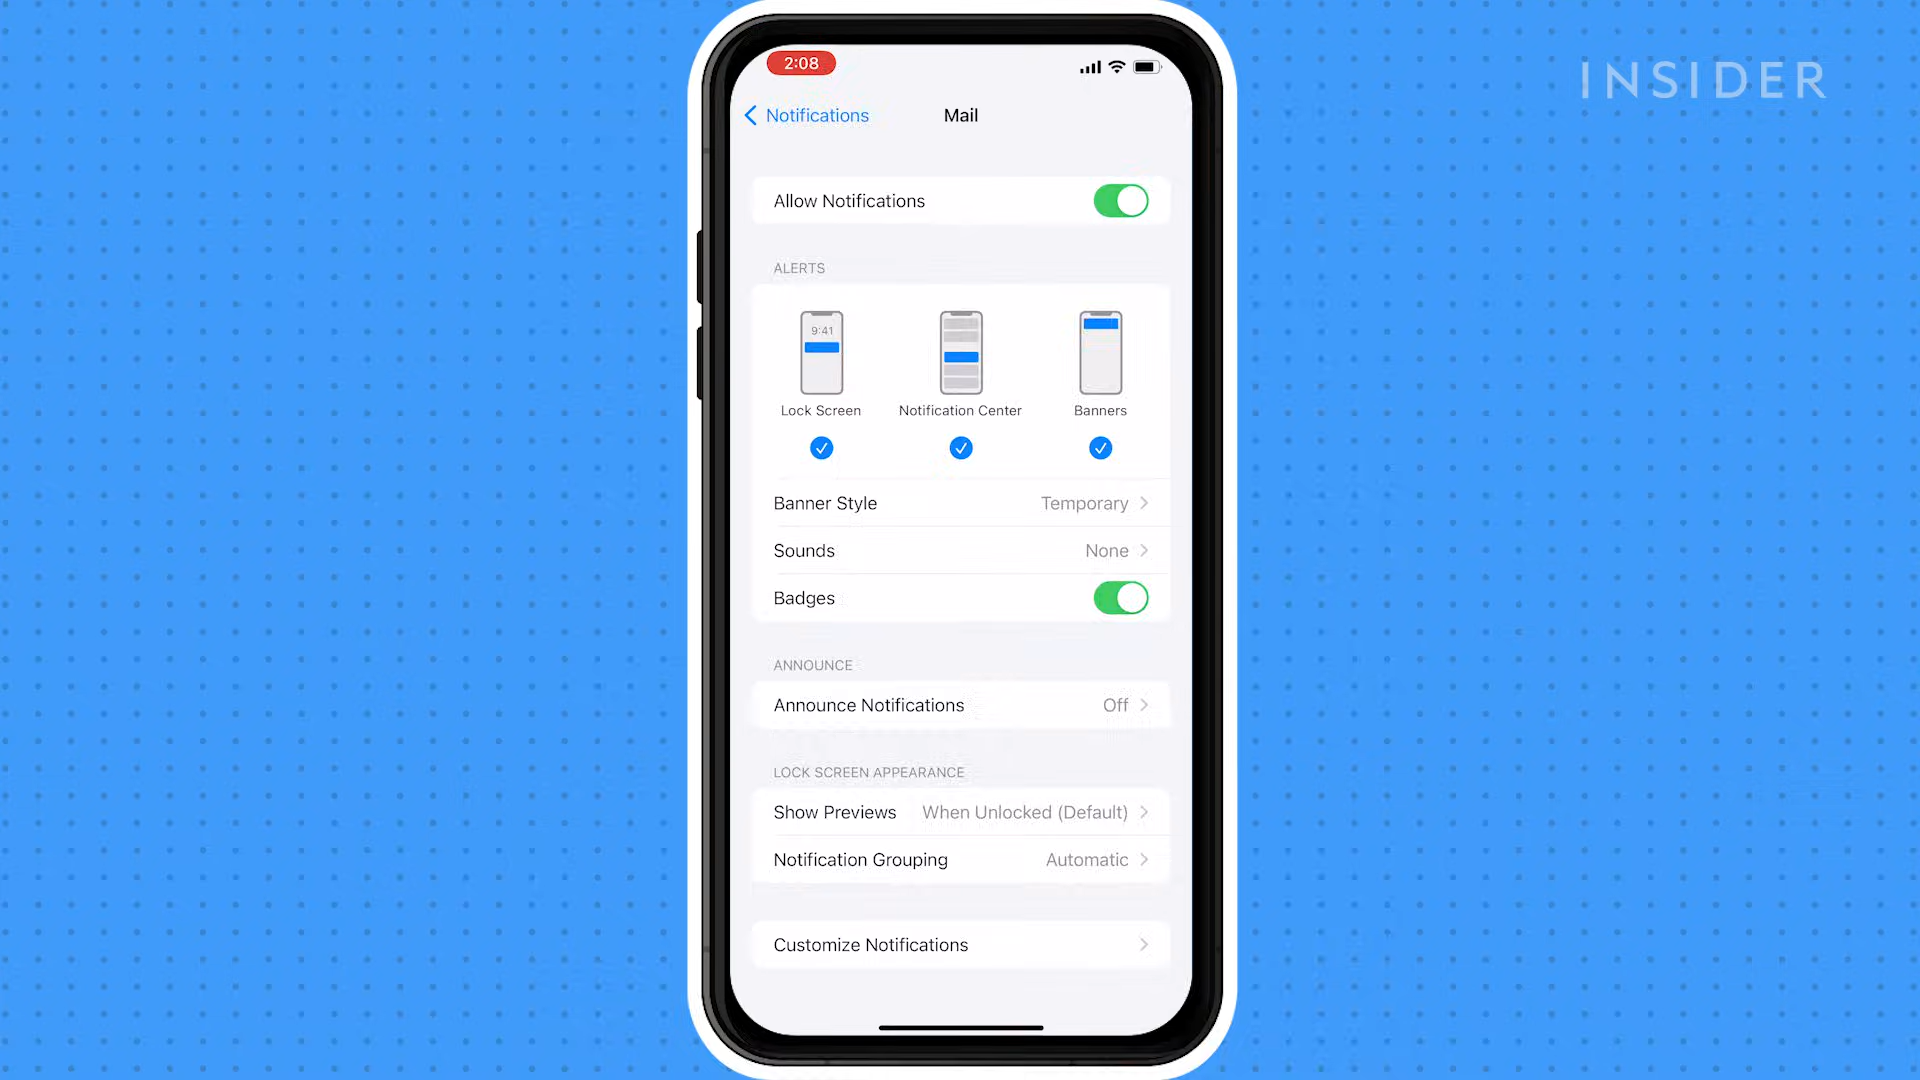 INSIDER
2:08
Notifications
Mail
Allow Notifications
ALERTS
9:41
Lock Screen
Notification Center
Banners
Banner Style Temporary
Sounds None
Badges
ANNOUNCE
Announce Notifications Off
LOCK SCREEN APPEARANCE
Show Previews When Unlocked (Default)
Notification Grouping Automatic
Customize Notifications